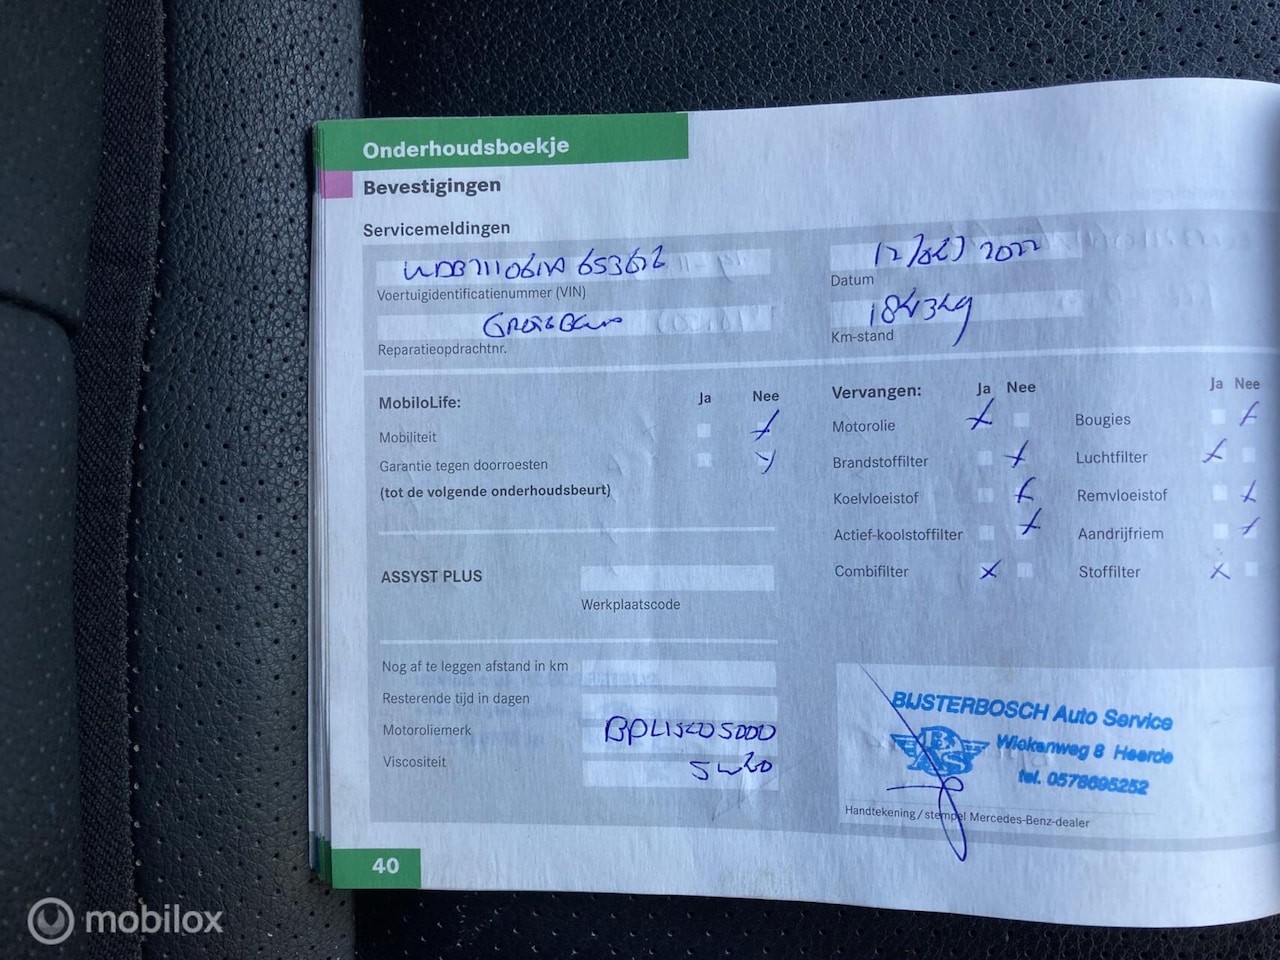 Onderhoudsboekje
Bevestigingen
Servicemeldingen
Voertuigidentificatienummer (VIN)
Datum
Reparatieopdrachtnr.
Km-stand
MobiloLife: Ja Nee
Mobiliteit
Garantie tegen doorroesten
(tot de volgende onderhoudsbeurt)
ASSYST PLUS
Werkplaatscode
Nog af te leggen afstand in km
Resterende tijd in dagen
Motoroliemerk
Viscositeit
Vervangen: Ja Nee Ja Nee
Motorolie Bougies
Brandstoffilter Luchtfilter
Koelvloeistof Remvloeistof
Actief-koolstoffilter Aandrijfriem
Combifilter Stoffilter
BIJSTERBOSCH Auto Service
Wiekenweg 8 Heerde
tel. 0578695252
Handtekening/stempel Mercedes-Benz-dealer
40
mobilox